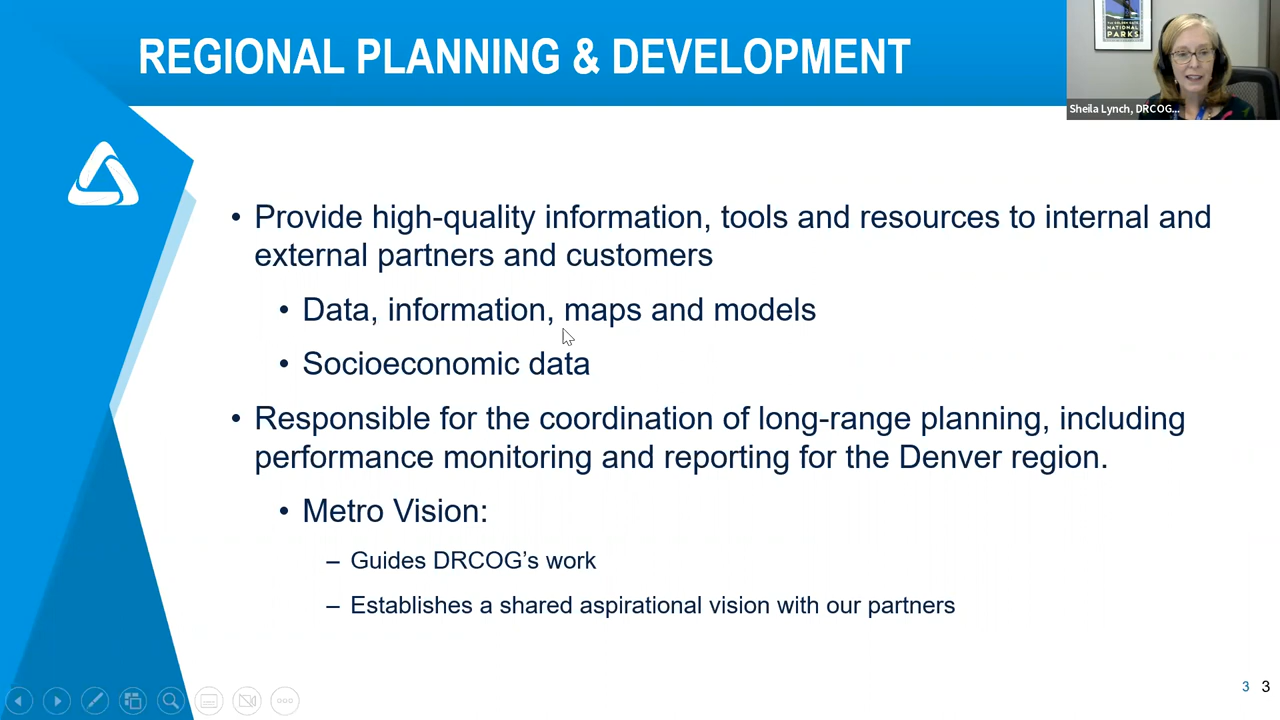 REGIONAL PLANNING & DEVELOPMENT
NATIONAL
PARKS
Sheila Lynch, DRCOG...
• Provide high-quality information, tools and resources to internal and
external partners and customers
• Data, information, maps and models
• Socioeconomic data
• Responsible for the coordination of long-range planning, including
performance monitoring and reporting for the Denver region.
• Metro Vision:
– Guides DRCOG’s work
– Establishes a shared aspirational vision with our partners
3 3